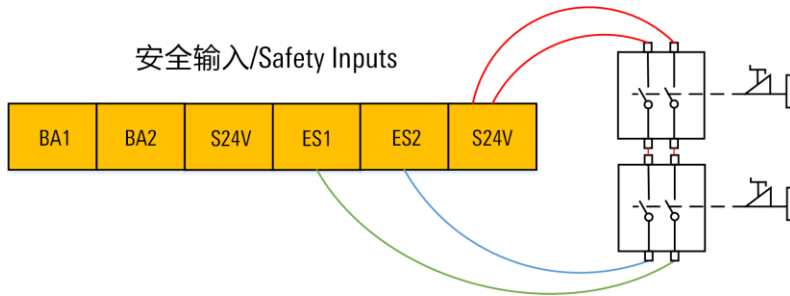 安全输入/Safety Inputs
BA1 BA2 S24V ES1 ES2 S24V